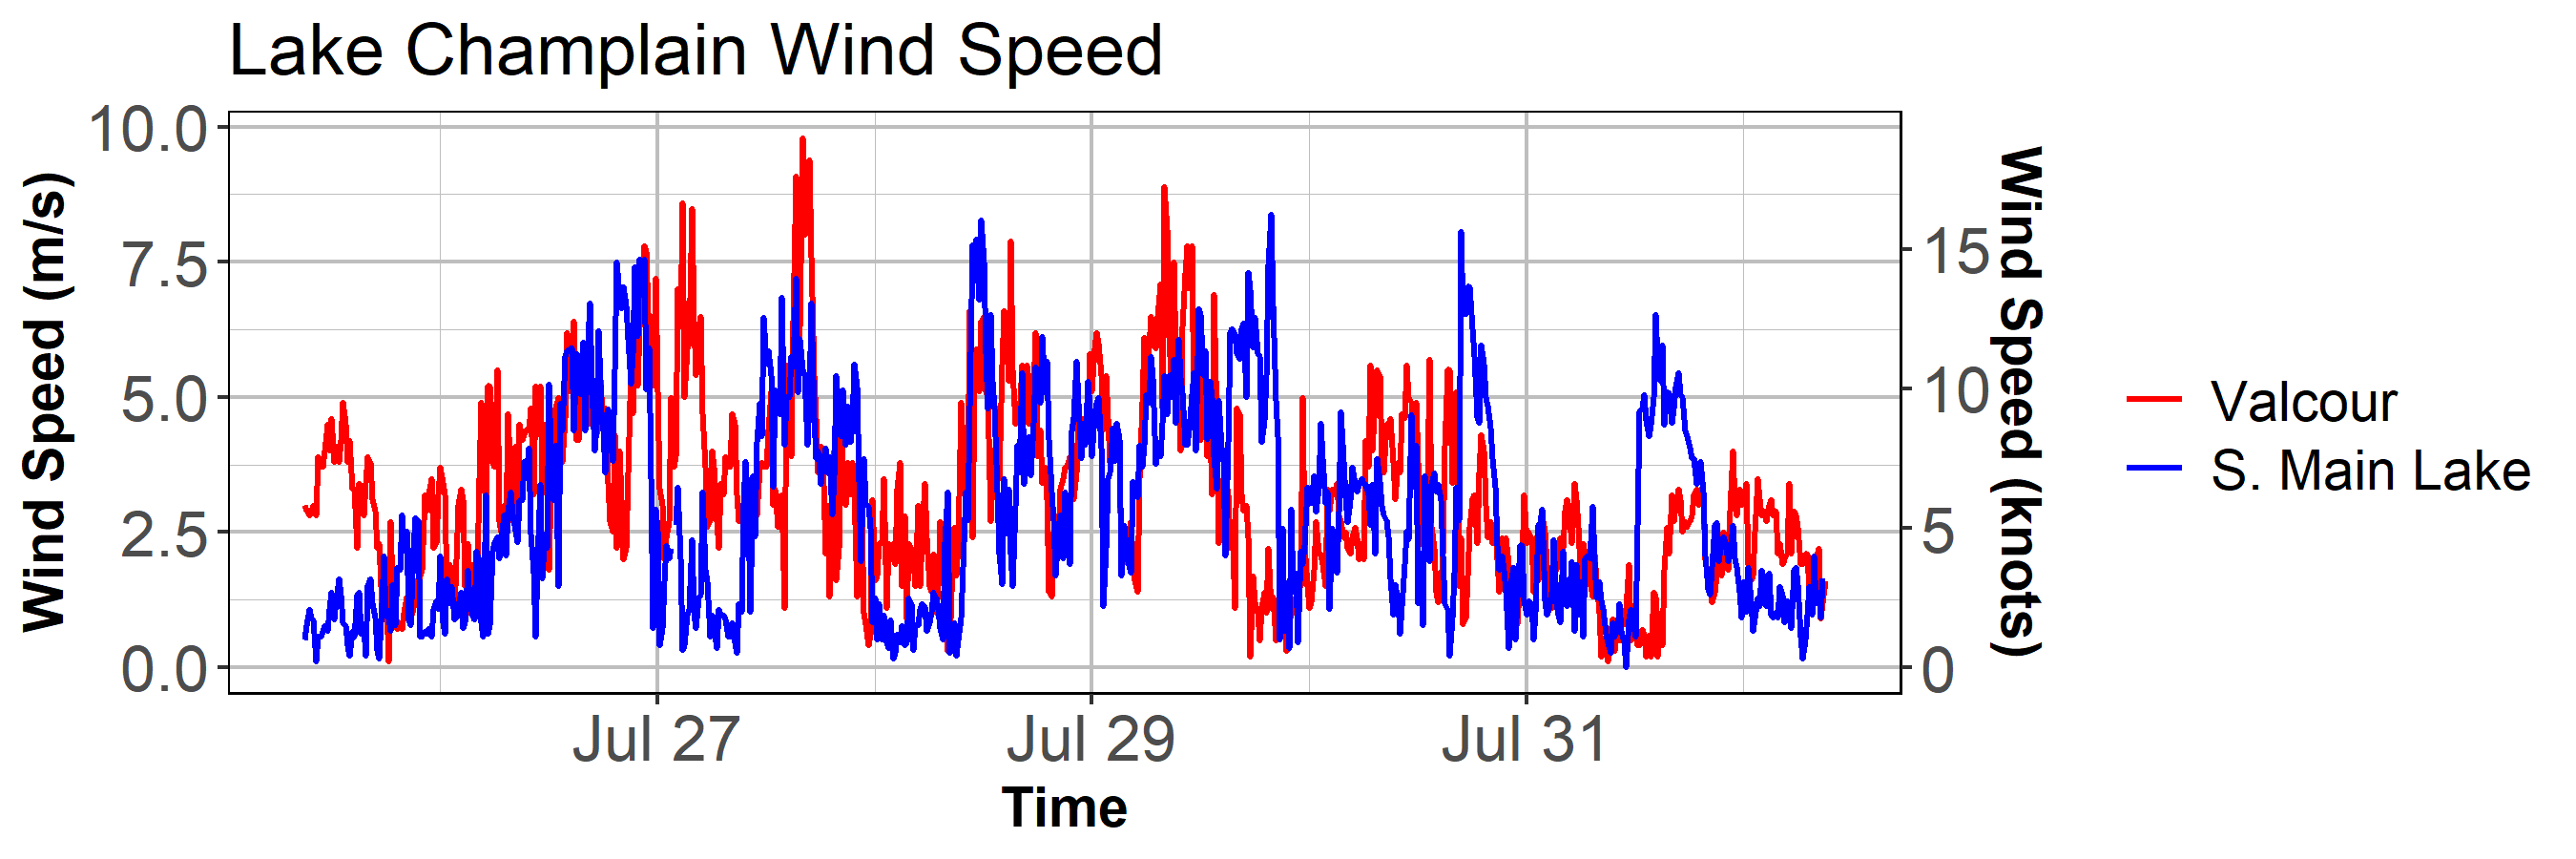 Lake Champlain Wind Speed
Wind Speed (m/s)
10.0
7.5
5.0
2.5
0.0
Jul 27
Jul 29
Jul 31
Time
15
10
5
0
Wind Speed (knots)
Valcour
S. Main Lake